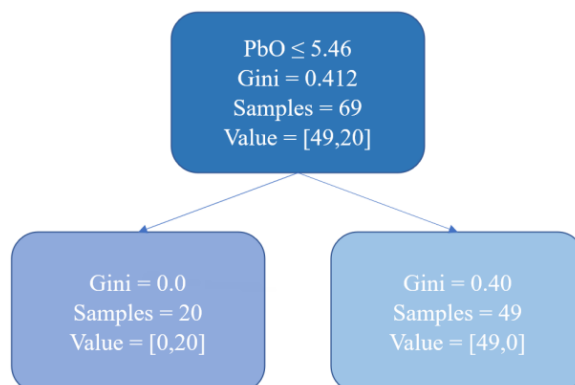 PbO ≤ 5.46
Gini = 0.412
Samples = 69
Value = [49,20]
Gini = 0.0
Samples = 20
Value = [0,20]
Gini = 0.40
Samples = 49
Value = [49,0]